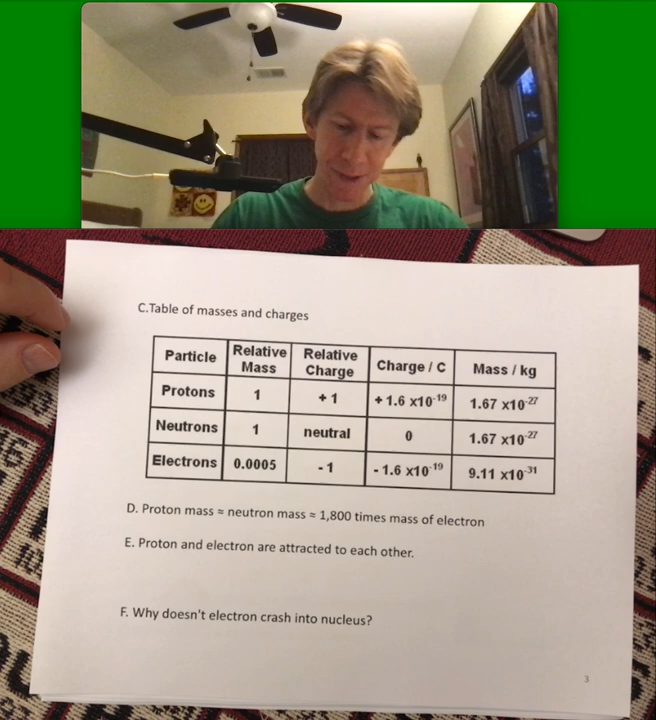 C.Table of masses and charges
Particle Relative Mass Relative Charge Charge / C Mass / kg
Protons 1 + 1 + 1.6 x10⁻¹⁹ 1.67 x10⁻²⁷
Neutrons 1 neutral 0 1.67 x10⁻²⁷
Electrons 0.0005 - 1 - 1.6 x10⁻¹⁹ 9.11 x10⁻³¹
D. Proton mass ≈ neutron mass ≈ 1,800 times mass of electron
E. Proton and electron are attracted to each other.
F. Why doesn't electron crash into nucleus?
3